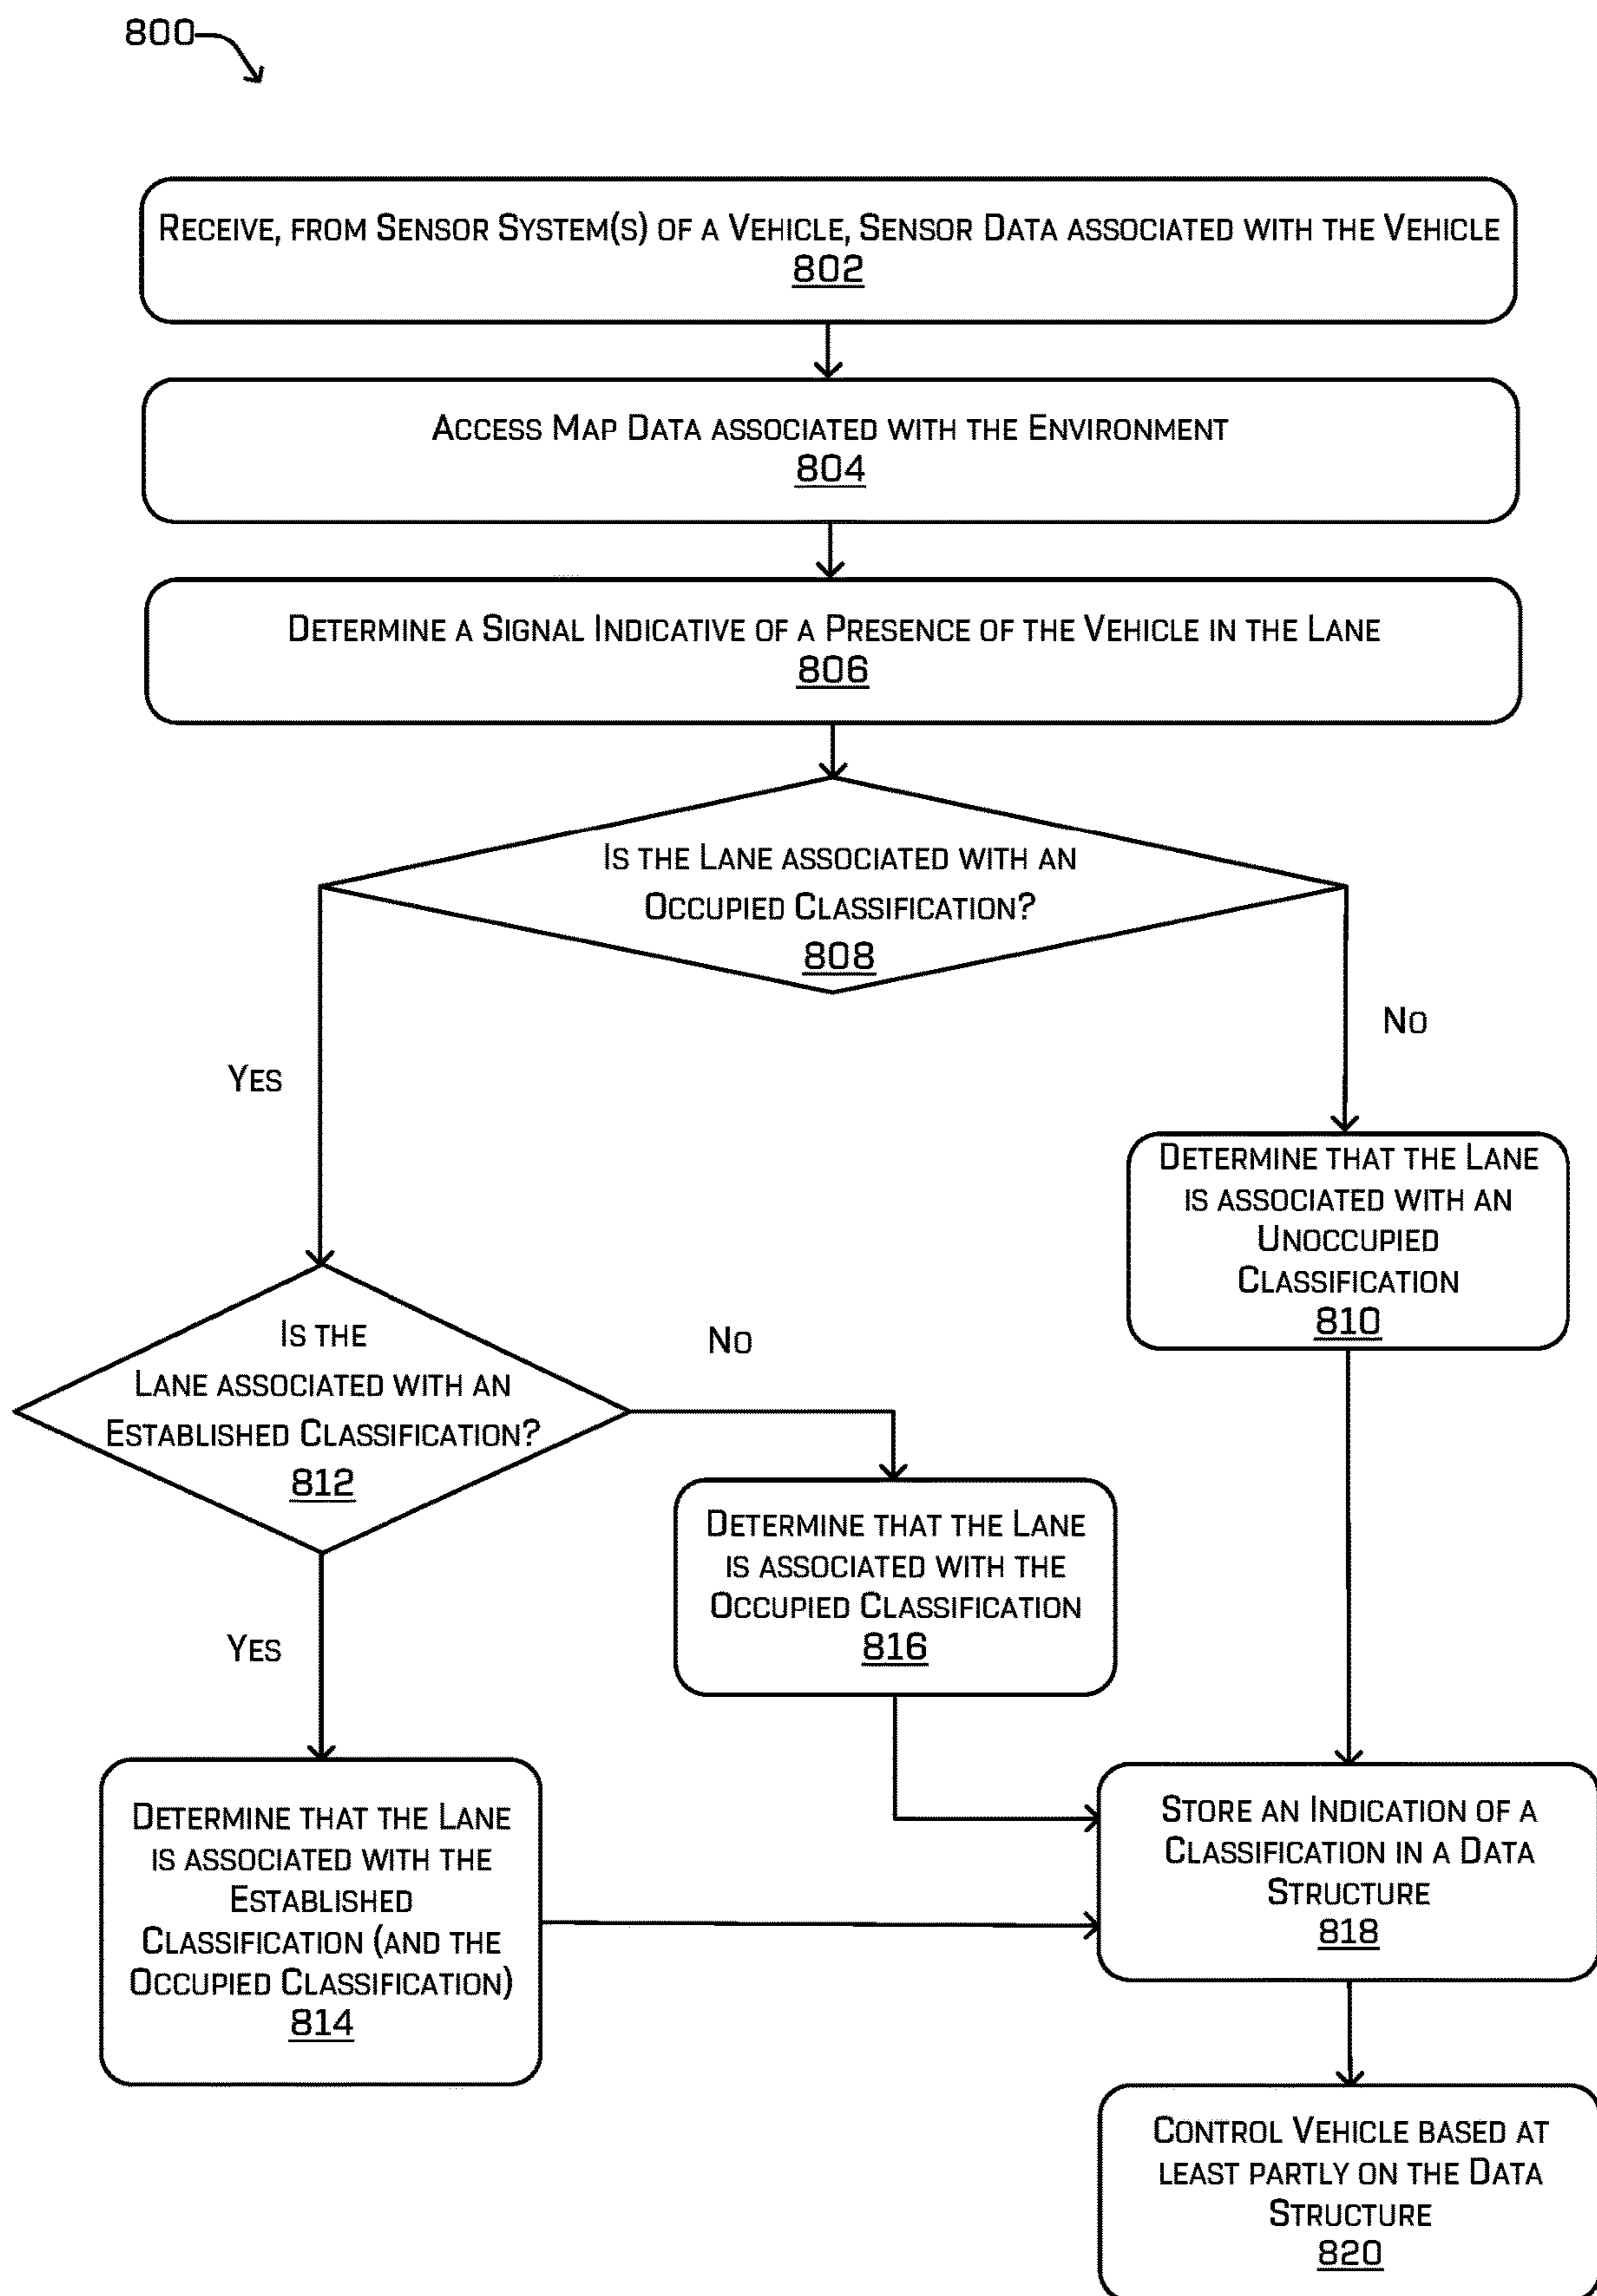 800
Receive, from Sensor System(s) of a Vehicle, Sensor Data associated with the Vehicle
802
Access Map Data associated with the Environment
804
Determine a Signal Indicative of a Presence of the Vehicle in the Lane
806
Is the Lane associated with an
Occupied Classification?
808
No
Yes
Determine that the Lane
is associated with an
Unoccupied
Classification
810
Is the
Lane associated with an
Established Classification?
812
No
Determine that the Lane
is associated with the
Occupied Classification
816
Yes
Determine that the Lane
is associated with the
Established
Classification (and the
Occupied Classification)
814
Store an Indication of a
Classification in a Data
Structure
818
Control Vehicle based at
least partly on the Data
Structure
820